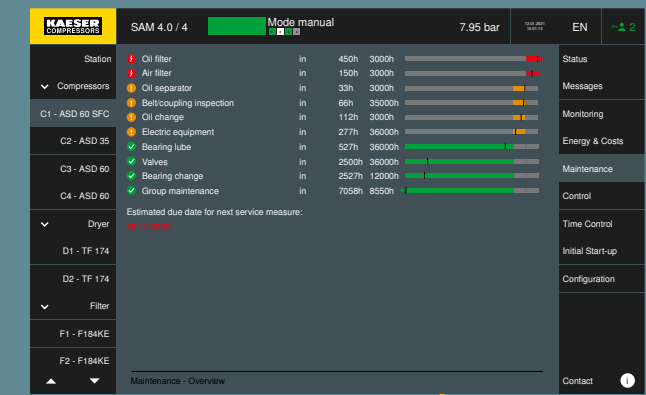 KAESER
COMPRESSORS
SAM 4.0 / 4
Mode manual
7.95 bar
12.01.2021
EN
2
Station
Compressors
C1 - ASD 60 SFC
C2 - ASD 35
C3 - ASD 60
C4 - ASD 60
Dryer
D1 - TF 174
D2 - TF 174
Filter
F1 - F184KE
F2 - F184KE
Oil filter in 450h 3000h
Air filter in 150h 3000h
Oil separator in 33h 3000h
Belt/coupling inspection in 66h 35000h
Oil change in 112h 3000h
Electric equipment in 277h 36000h
Bearing lube in 527h 36000h
Valves in 2500h 36000h
Bearing change in 2527h 12000h
Group maintenance in 7058h 8550h
Estimated due date for next service measure:
Maintenance - Overview
Status
Messages
Monitoring
Energy & Costs
Maintenance
Control
Time Control
Initial Start-up
Configuration
Contact
i